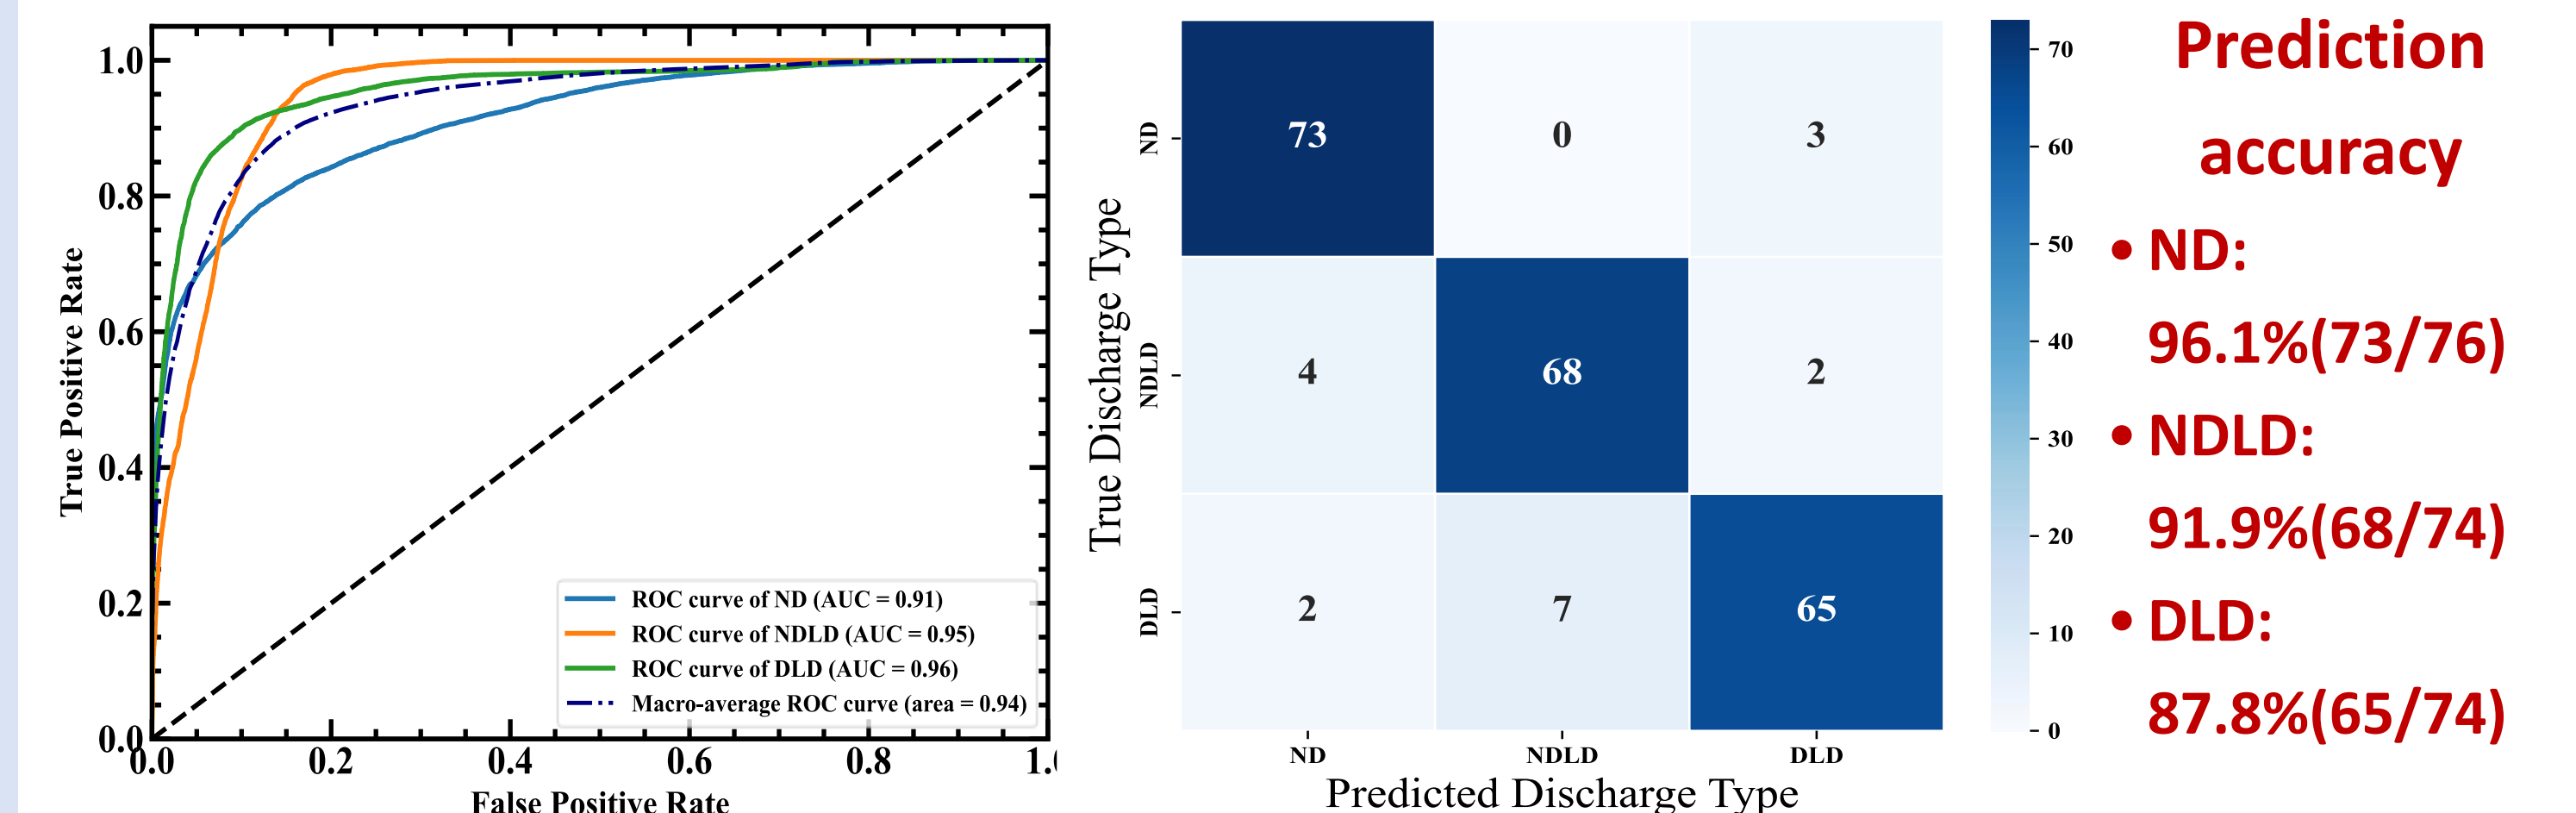 1.0
0.8
0.6
0.4
0.2
0.0
0.0 0.2 0.4 0.6 0.8
True Positive Rate
False Positive Rate
ROC curve of ND (AUC = 0.91)
ROC curve of NDLD (AUC = 0.95)
ROC curve of DLD (AUC = 0.96)
Macro-average ROC curve (area = 0.94)
True Discharge Type
ND
73 0 3
NDLD
4 68 2
DLD
2 7 65
ND NDLD DLD
Predicted Discharge Type
70
60
50
40
30
20
10
0
Prediction
accuracy
• ND:
96.1%(73/76)
• NDLD:
91.9%(68/74)
• DLD:
87.8%(65/74)